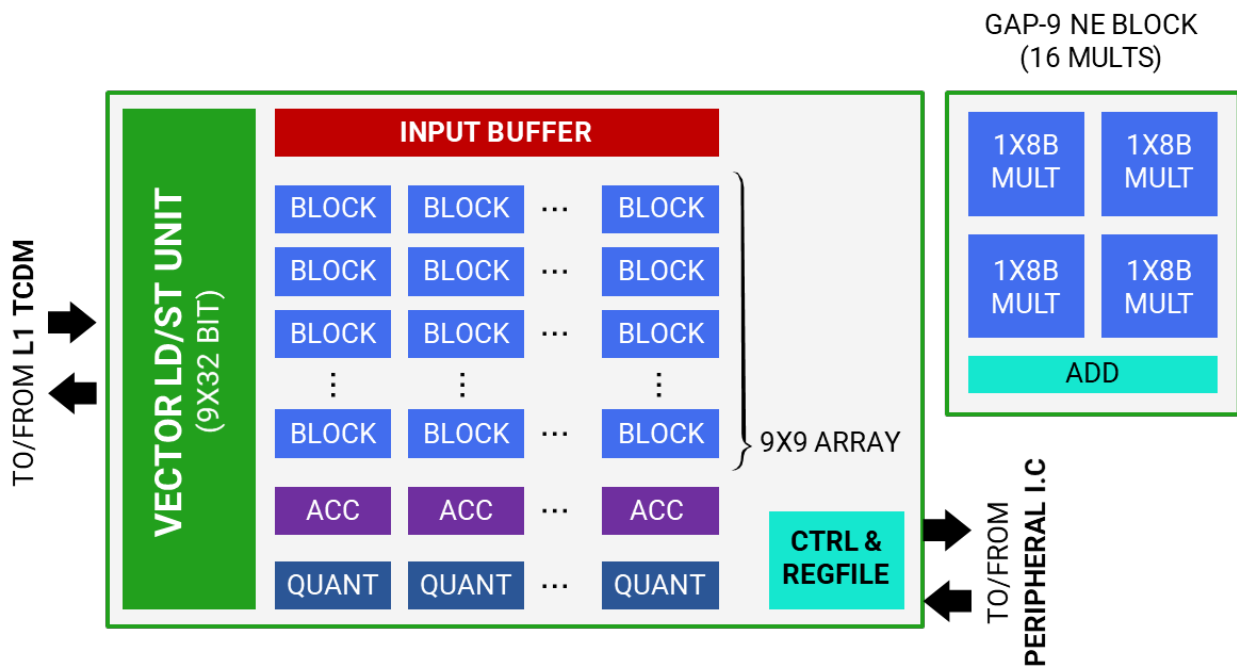 GAP-9 NE BLOCK
(16 MULTS)
TO/FROM L1 TCDM
VECTOR LD/ST UNIT
(9X32 BIT)
INPUT BUFFER
BLOCK BLOCK ... BLOCK
BLOCK BLOCK ... BLOCK
BLOCK BLOCK ... BLOCK
BLOCK BLOCK ... BLOCK
9X9 ARRAY
ACC ACC ... ACC
QUANT QUANT ... QUANT
CTRL &
REGFILE
1X8B
MULT
1X8B
MULT
1X8B
MULT
1X8B
MULT
ADD
TO/FROM
PERIPHERAL I.C